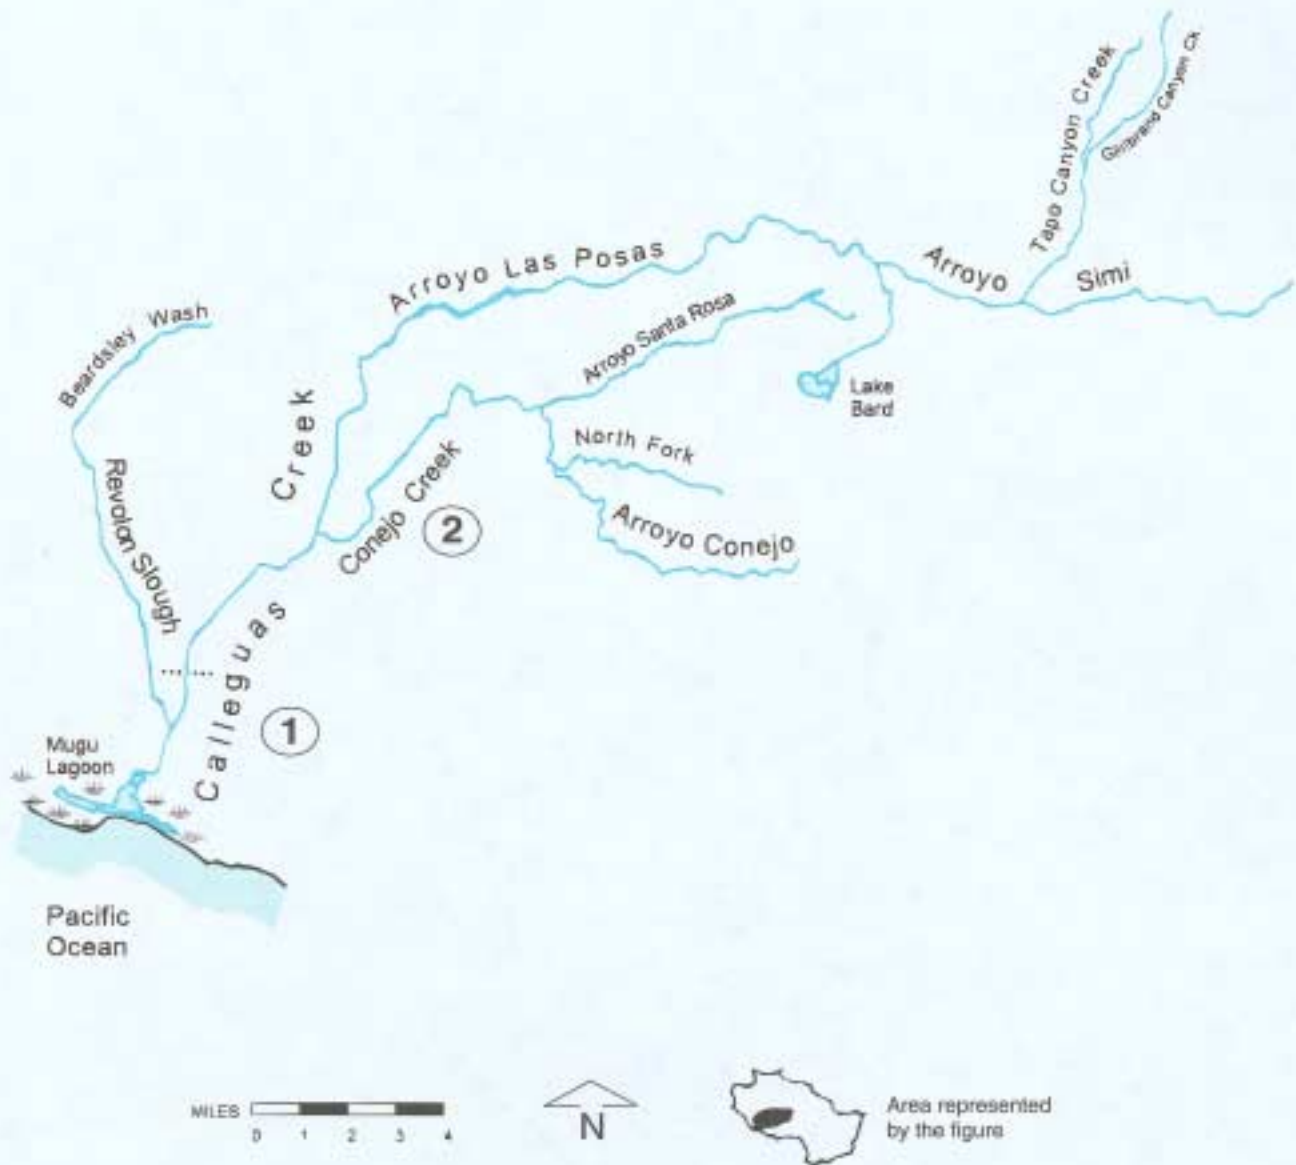 Tapo Canyon Creek
Gillibrand Canyon Ck.
Arroyo Simi
Arroyo Las Posas
Arroyo Santa Rosa
Beardsley Wash
Lake
Bard
North Fork
Conejo Creek
2
Arroyo Conejo
Revolon Slough
Calleguas Creek
1
Mugu
Lagoon
Pacific
Ocean
MILES
0 1 2 3 4
N
Area represented
by the figure